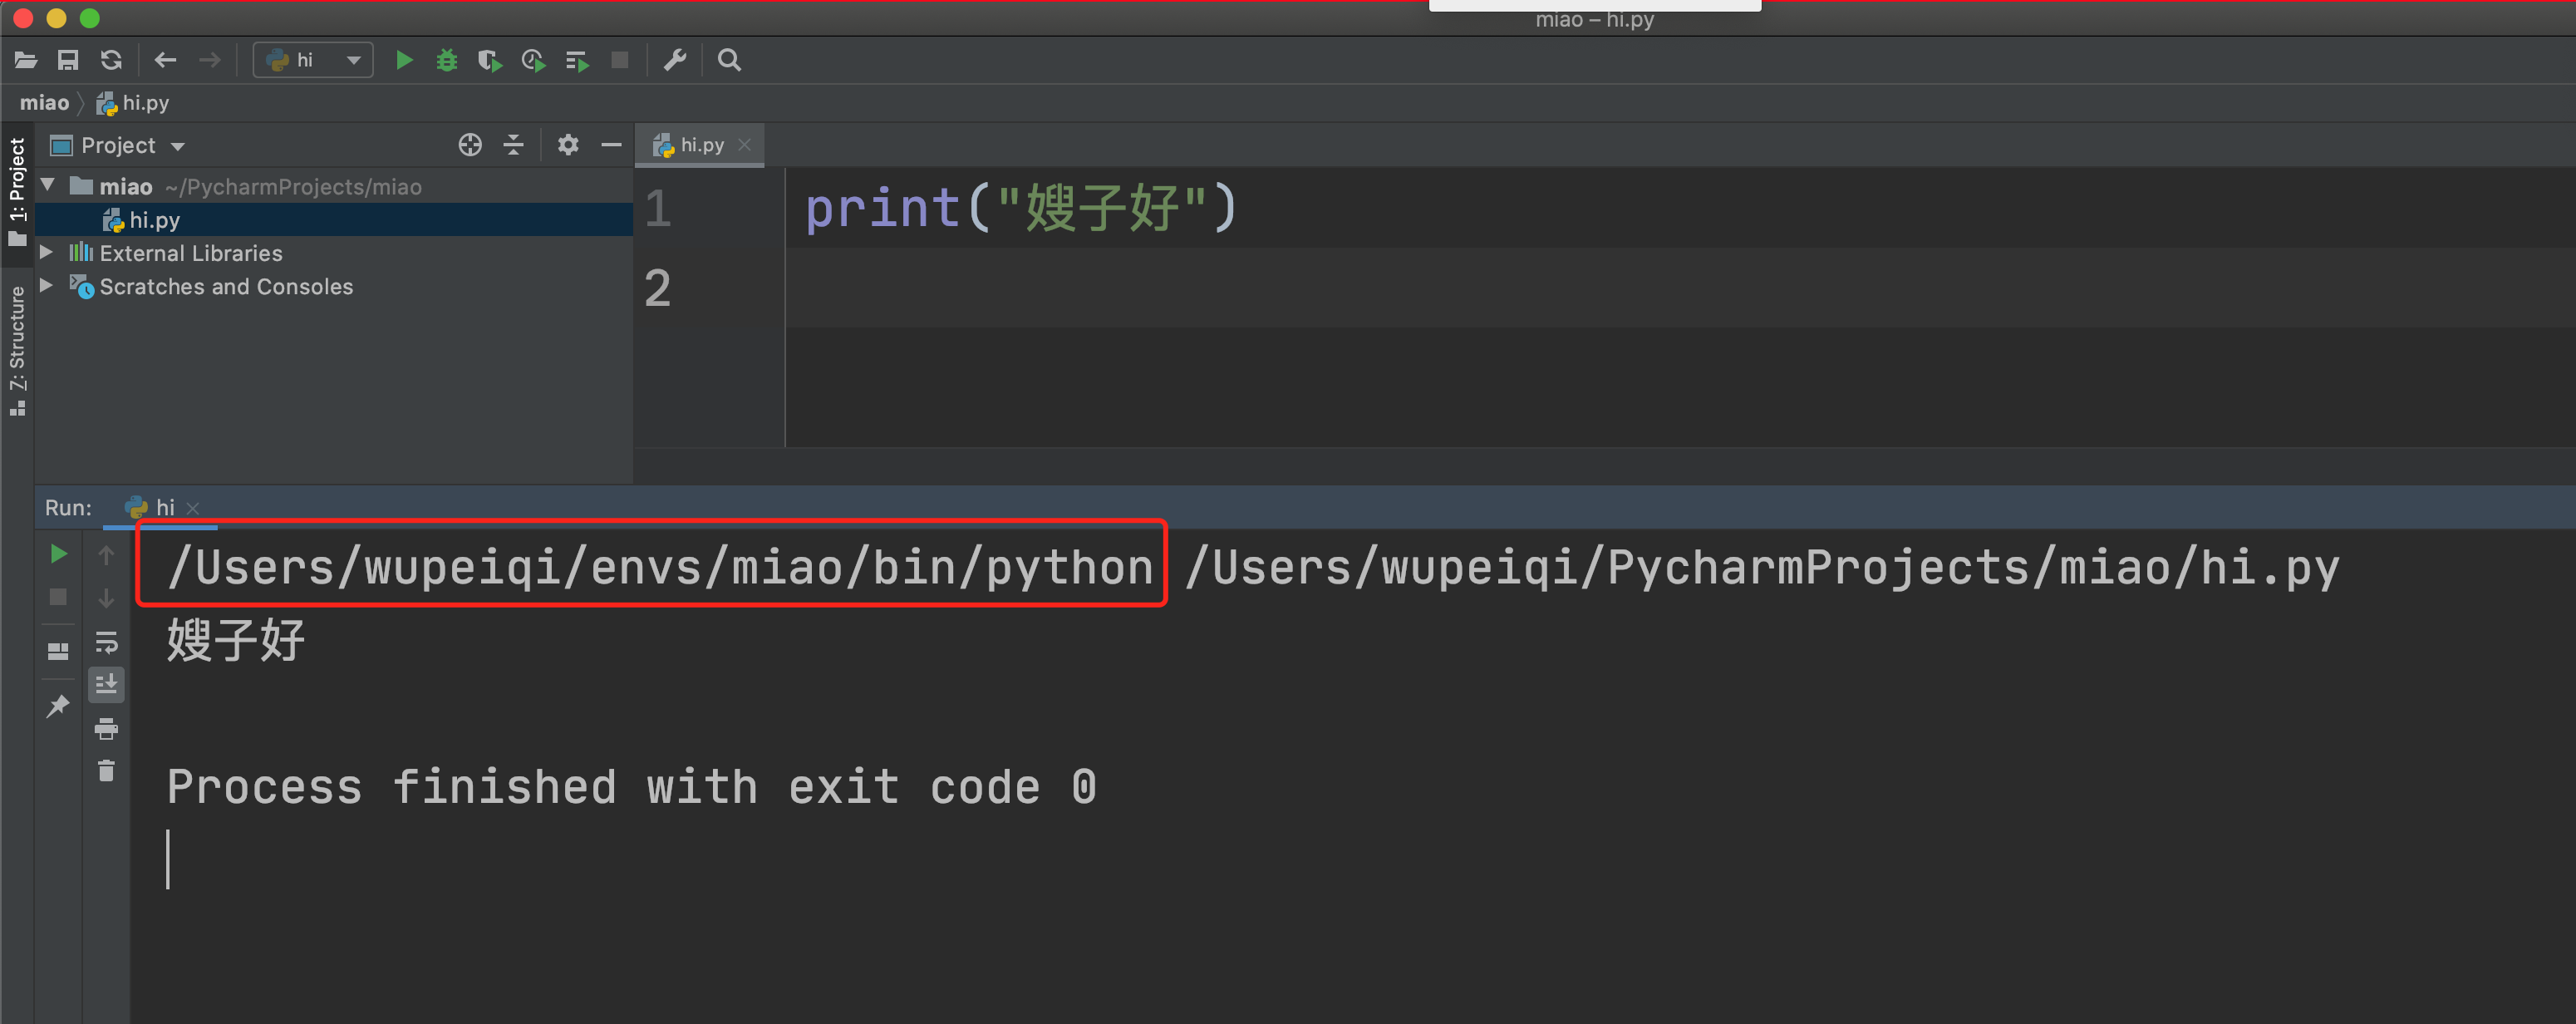 miao – hi.py
hi
miao hi.py
1: Project
Project
hi.py
miao ~/PycharmProjects/miao
hi.py
External Libraries
Scratches and Consoles
7: Structure
1 print("嫂子好")
2
Run: hi
/Users/wupeiqi/envs/miao/bin/python /Users/wupeiqi/PycharmProjects/miao/hi.py
嫂子好
Process finished with exit code 0